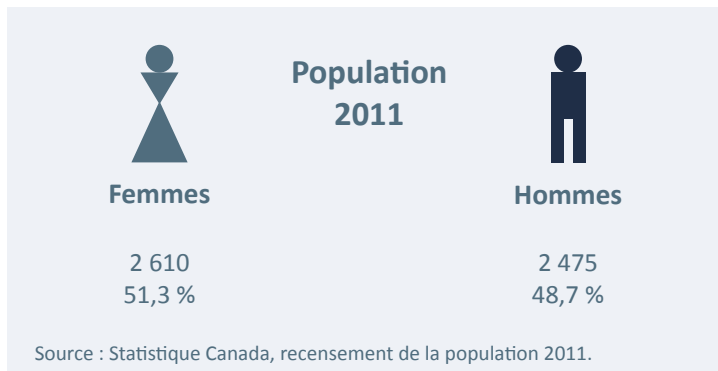 Population
2011
Femmes
Hommes
2 610
2 475
51,3 %
48,7 %
Source : Statistique Canada, recensement de la population 2011.